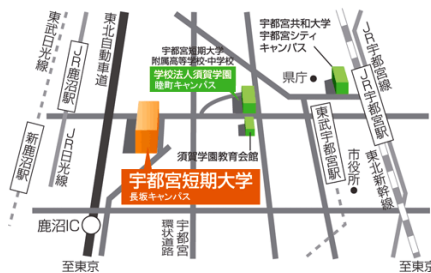 東武日光線
JR鹿沼駅
新鹿沼駅
JR日光線
東北自動車道
鹿沼IC
至東京
宇都宮短期大学
長坂キャンパス
宇都宮環状道路
宇都宮短期大学
附属高等学校・中学校
学校法人須賀学園
睦町キャンパス
須賀学園教育会館
宇都宮共和大学
宇都宮シティ
キャンパス
県庁
東武宇都宮駅
市役所
JR宇都宮線
JR宇都宮駅
東北新幹線
至東京